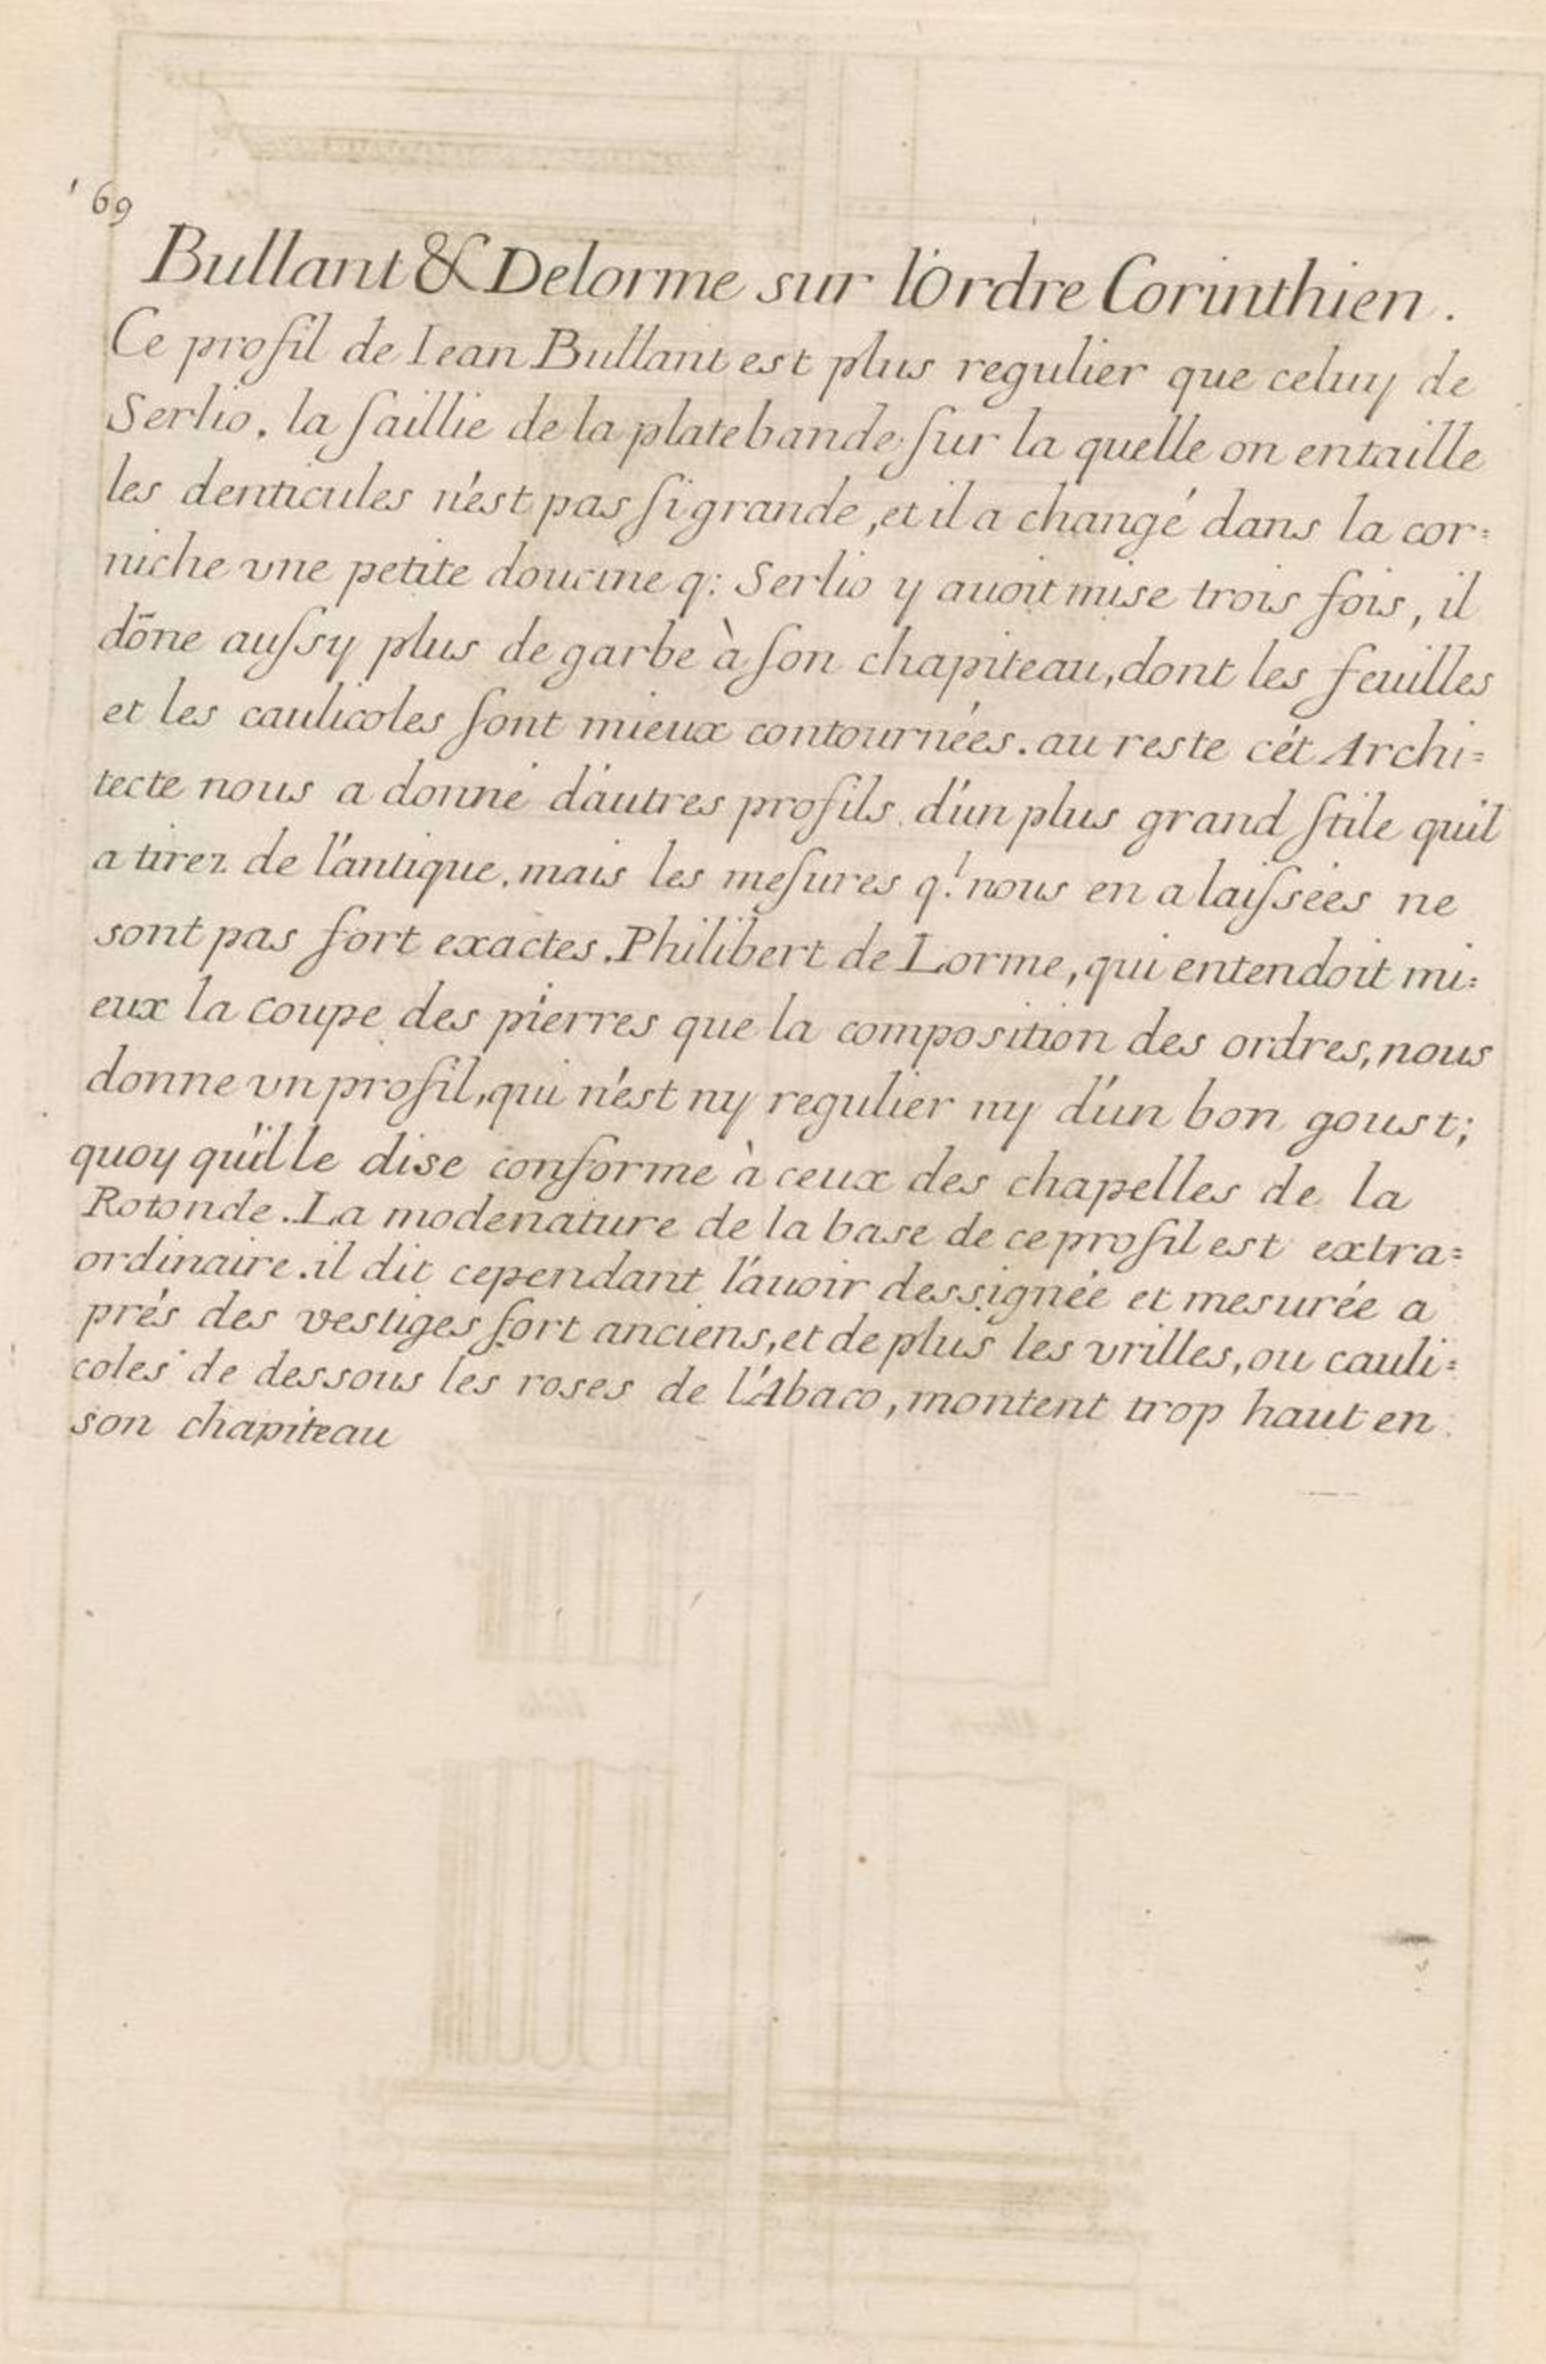 69
Bullant & Delorme sur l'Ordre Corinthien.
Ce profil de Iean Bullant est plus regulier que celuy de
Serlio. la ſaillie de la platebande ſur la quelle on entaille
les denticules n'est pas ſi grande, et il a changé dans la cor=
niche vne petite doucine q: Serlio y auoit mise trois fois, il
dōne auſsy plus de garbe à ſon chapiteau, dont les feuilles
et les caulicoles ſont mieux contournées. au reste cét Archi=
tecte nous a donné d'autres profils d'un plus grand ſtile qu'il
a tirez de l'antique. mais les meſures q.l nous en a laiſsées ne
sont pas fort exactes. Philibert de Lorme, qui entendoit mi=
eux la coupe des pierres que la composition des ordres, nous
donne vn profil, qui n'est ny regulier ny d'un bon goust;
quoy qu'il le dise conforme à ceux des chapelles de la
Rotonde. La modenature de la base de ce profil est extra=
ordinaire. il dit cependant l'auoir dessignée et mesurée a
prés des vestiges fort anciens, et de plus les vrilles, ou cauli=
coles de dessous les roses de l'Abaco, montent trop haut en
son chapiteau